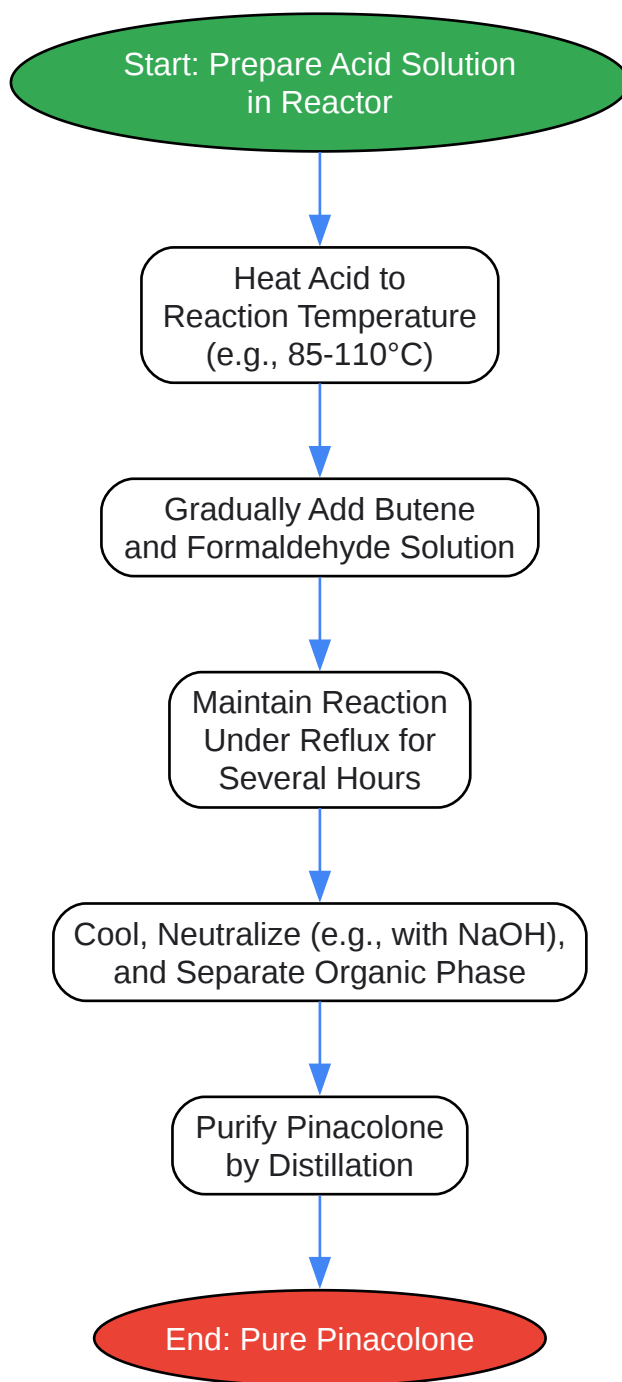 Start: Prepare Acid Solution
in Reactor
Heat Acid to
Reaction Temperature
(e.g., 85-110°C)
Gradually Add Butene
and Formaldehyde Solution
Maintain Reaction
Under Reflux for
Several Hours
Cool, Neutralize (e.g., with NaOH),
and Separate Organic Phase
Purify Pinacolone
by Distillation
End: Pure Pinacolone